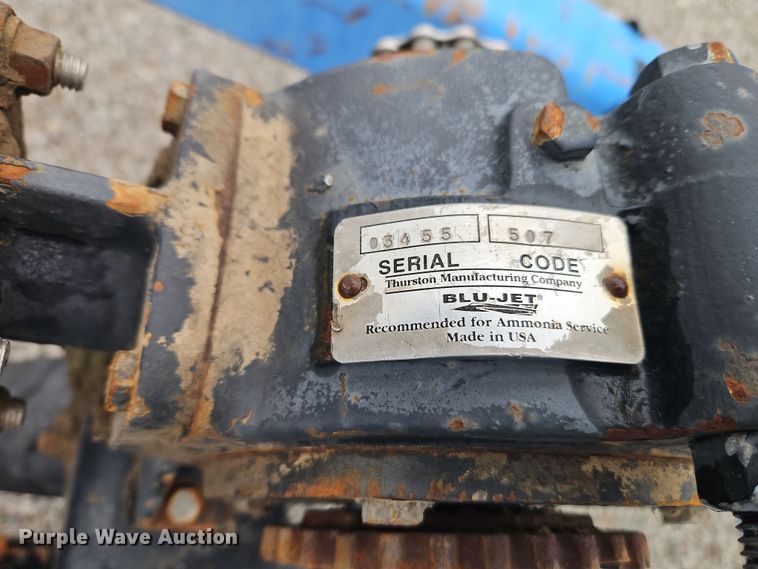 03455 507
SERIAL CODE
Thurston Manufacturing Company
BLU-JET®
Recommended for Ammonia Service
Made in USA
Purple Wave Auction